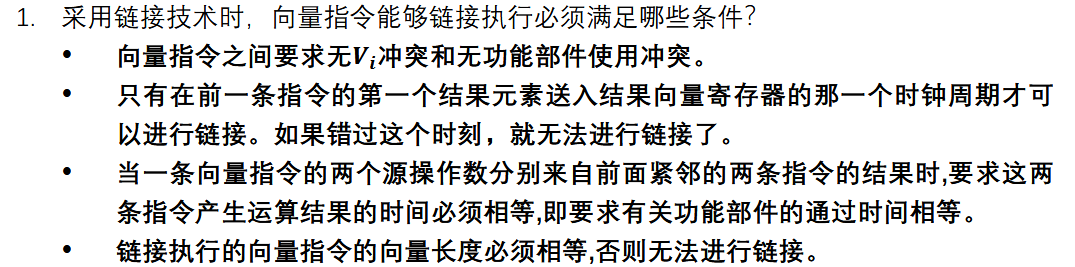 1. 采用链接技术时，向量指令能够链接执行必须满足哪些条件？
• 向量指令之间要求无Vi冲突和无功能部件使用冲突。
• 只有在前一条指令的第一个结果元素送入结果向量寄存器的那一个时钟周期才可
以进行链接。如果错过这个时刻，就无法进行链接了。
• 当一条向量指令的两个源操作数分别来自前面紧邻的两条指令的结果时,要求这两
条指令产生运算结果的时间必须相等,即要求有关功能部件的通过时间相等。
• 链接执行的向量指令的向量长度必须相等,否则无法进行链接。